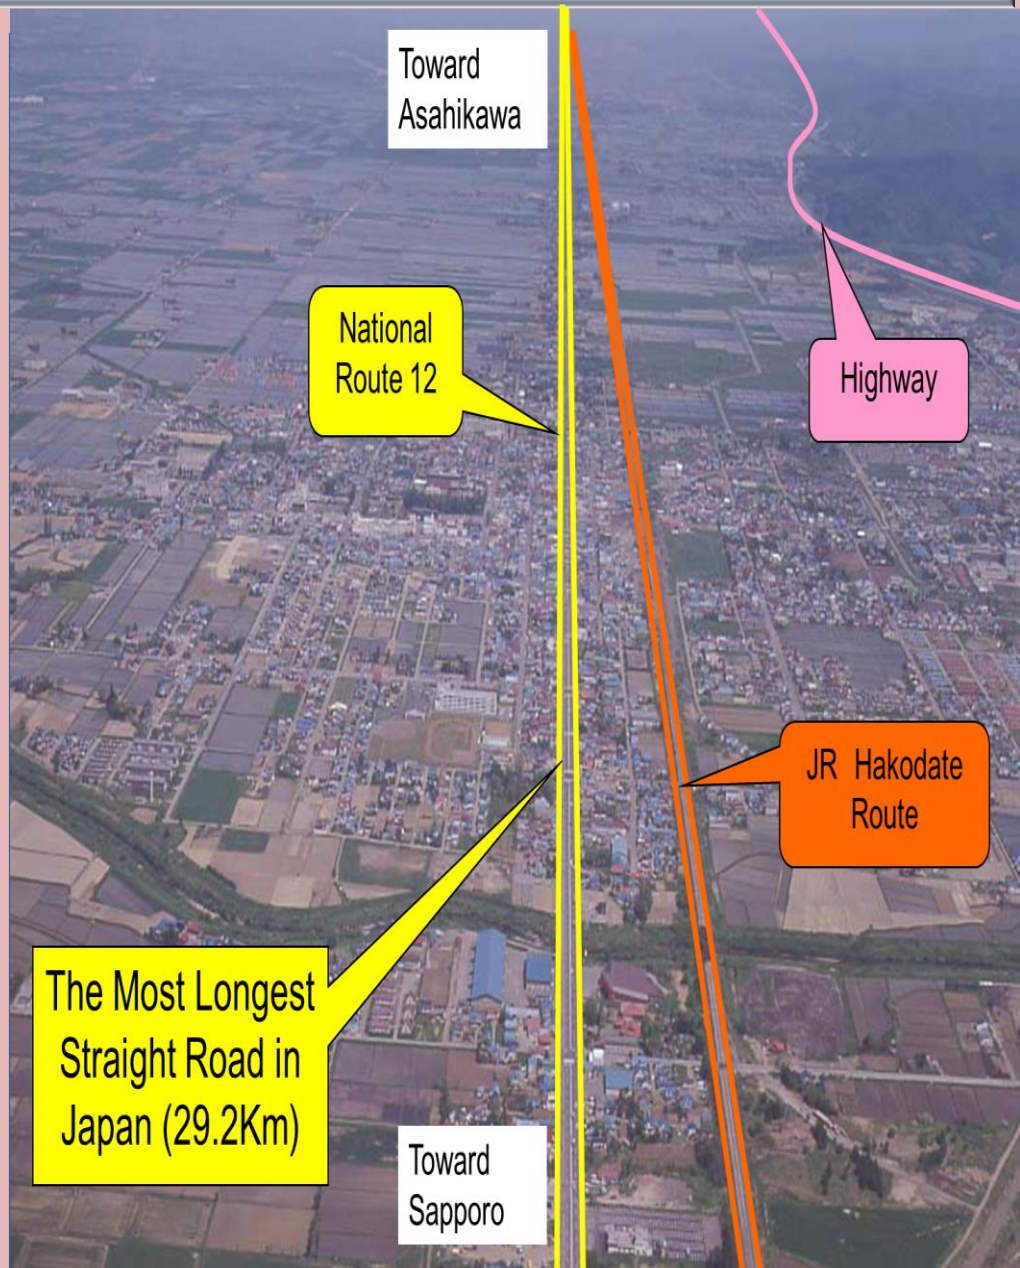 Toward
Asahikawa
National
Route 12
Highway
JR Hakodate
Route
The Most Longest
Straight Road in
Japan (29.2Km)
Toward
Sapporo